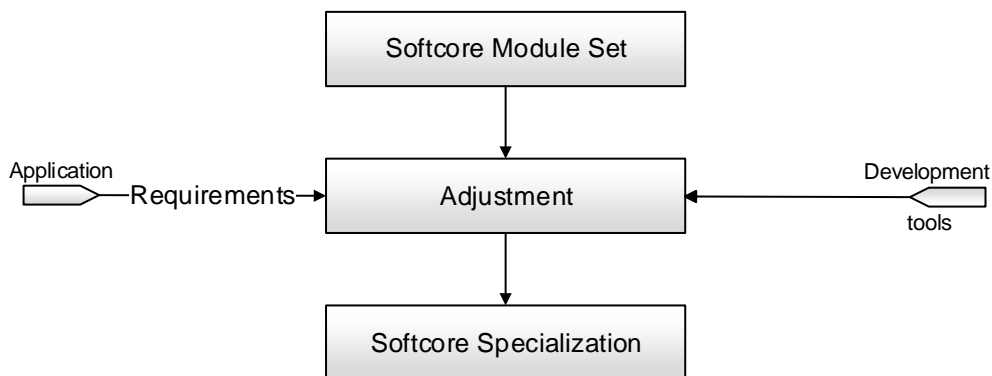 Softcore Module Set
Application
Requirements
Adjustment
Development
tools
Softcore Specialization